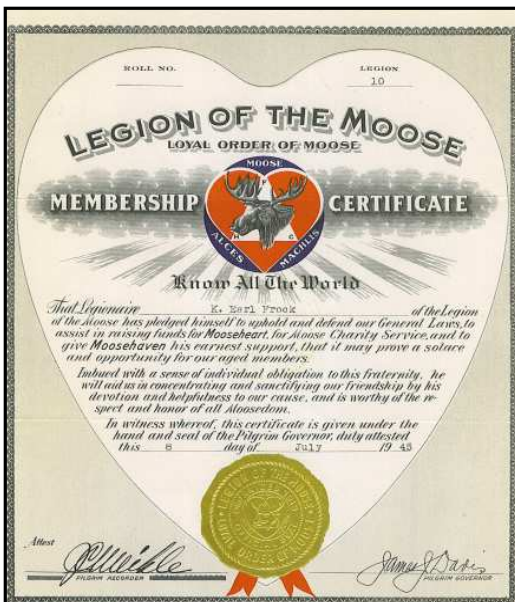 ROLL NO.
LEGION
10
LEGION OF THE MOOSE
LOYAL ORDER OF MOOSE
MOOSE
MEMBERSHIP CERTIFICATE
ALCES MACHLIS
Know All The World
That Legionaire K. Earl Frock of the Legion
of the Moose has pledged himself to uphold and defend our General Laws, to
assist in raising funds for Mooseheart, for Moose Charity Service, and to
give Moosehaven his earnest support, that it may prove a solace
and opportunity for our aged members.
Imbued with a sense of individual obligation to this fraternity, he
will aid us in concentrating and sanctifying our friendship by his
devotion and helpfulness to our cause, and is worthy of the re-
spect and honor of all Moosedom.
In witness whereof, this certificate is given under the
hand and seal of the Pilgrim Governor, duly attested
this 8 day of July 1945
LEGION OF THE MOOSE
LOYAL ORDER OF
Attest
James J. Davis
PILGRIM RECORDER
PILGRIM GOVERNOR